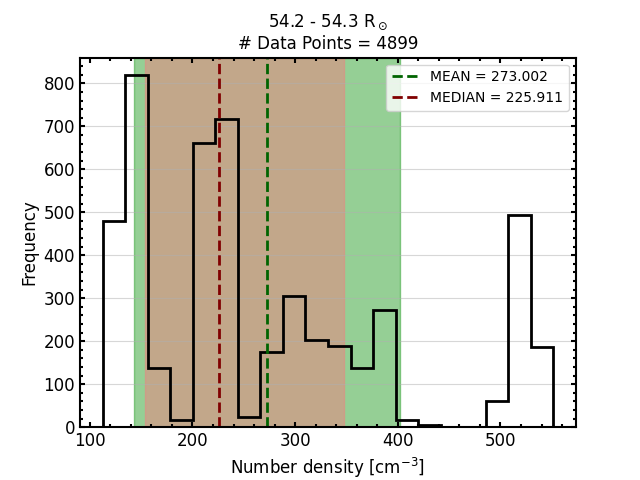 54.2 - 54.3 R⊙
# Data Points = 4899
MEAN = 273.002
MEDIAN = 225.911
800
700
600
500
400
300
200
100
0
Frequency
100 200 300 400 500
Number density [cm⁻³]